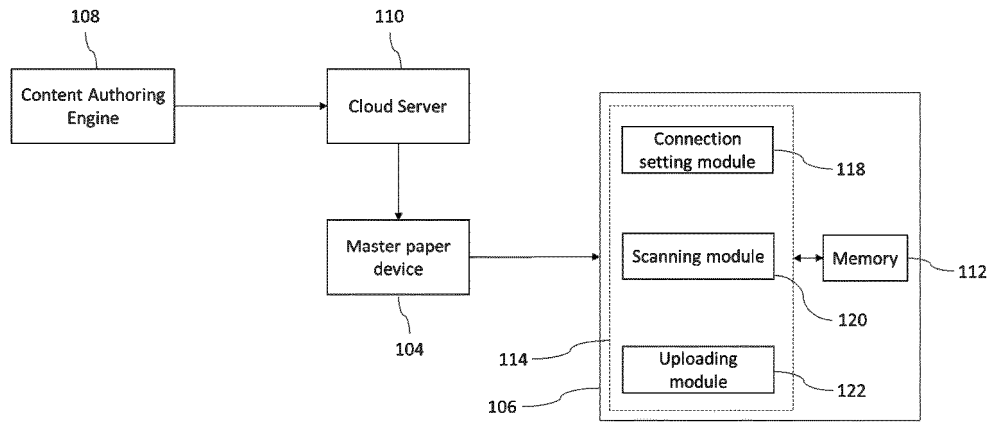 108
110
Content Authoring
Engine
Cloud Server
Connection
setting module
118
Master paper
device
Scanning module
Memory
112
120
104
114
Uploading
module
106
122